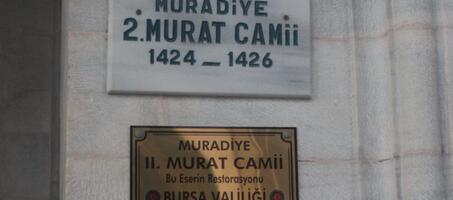 MURADİYE
2.MURAT CAMİİ
1424 – 1426
MURADİYE
II. MURAT CAMİİ
Bu Eserin Restorasyonu
BURSA VALİLİĞİ